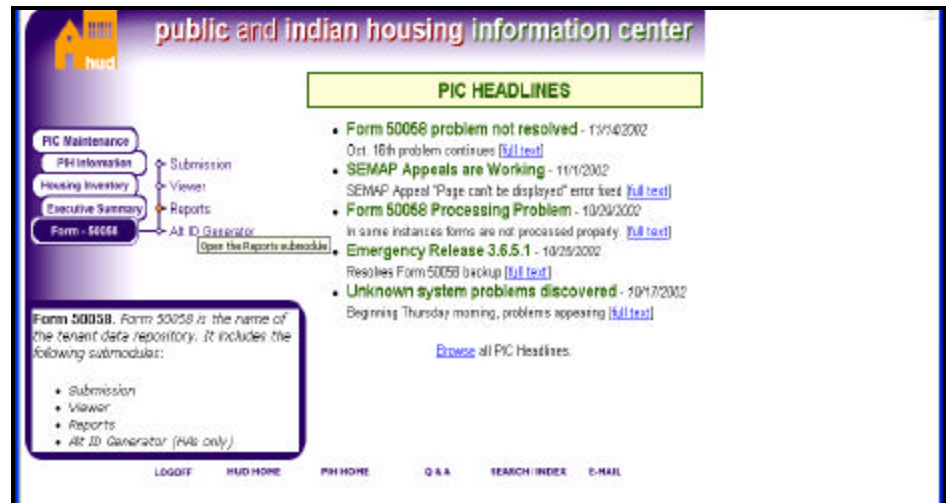 public and indian housing information center
hud
PIC HEADLINES
Form 50058 problem not resolved - 11/14/2002
Oct. 16th problem continues [full text]
SEMAP Appeals are Working - 11/1/2002
SEMAP Appeal "Page can't be displayed" error fixed [full text]
Form 50058 Processing Problem - 10/29/2002
In some instances forms are not processed properly. [full text]
Emergency Release 3.6.5.1 - 10/25/2002
Resolves Form 50058 backup [full text]
Unknown system problems discovered - 10/17/2002
Beginning Thursday morning, problems appearing [full text]
Browse all PIC Headlines.
PIC Maintenance
PIH Information
Housing Inventory
Executive Summary
Form - 50058
Submission
Viewer
Reports
Alt ID Generator
Open the Reports submodule
Form 50058. Form 50058 is the name of
the tenant data repository. It includes the
following submodules:
• Submission
• Viewer
• Reports
• Alt ID Generator (HAs only)
LOGOFF HUD HOME PIH HOME Q & A SEARCH / INDEX E-MAIL